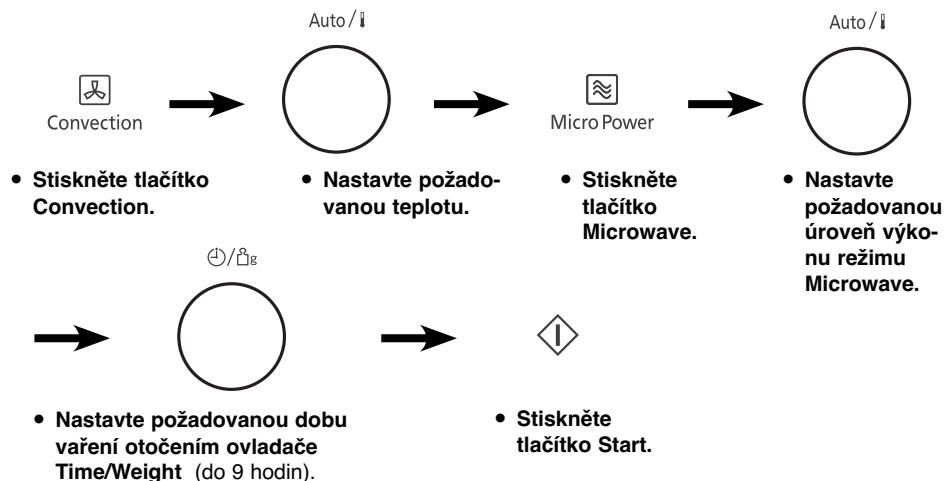 Auto/
Auto/
Convection
Micro Power
• Stiskněte tlačítko
Convection.
• Nastavte požado-
vanou teplotu.
• Stiskněte
tlačítko
Microwave.
• Nastavte
požadovanou
úroveň výko-
nu režimu
Microwave.
/g
• Nastavte požadovanou dobu
vaření otočením ovladače
Time/Weight (do 9 hodin).
• Stiskněte
tlačítko Start.